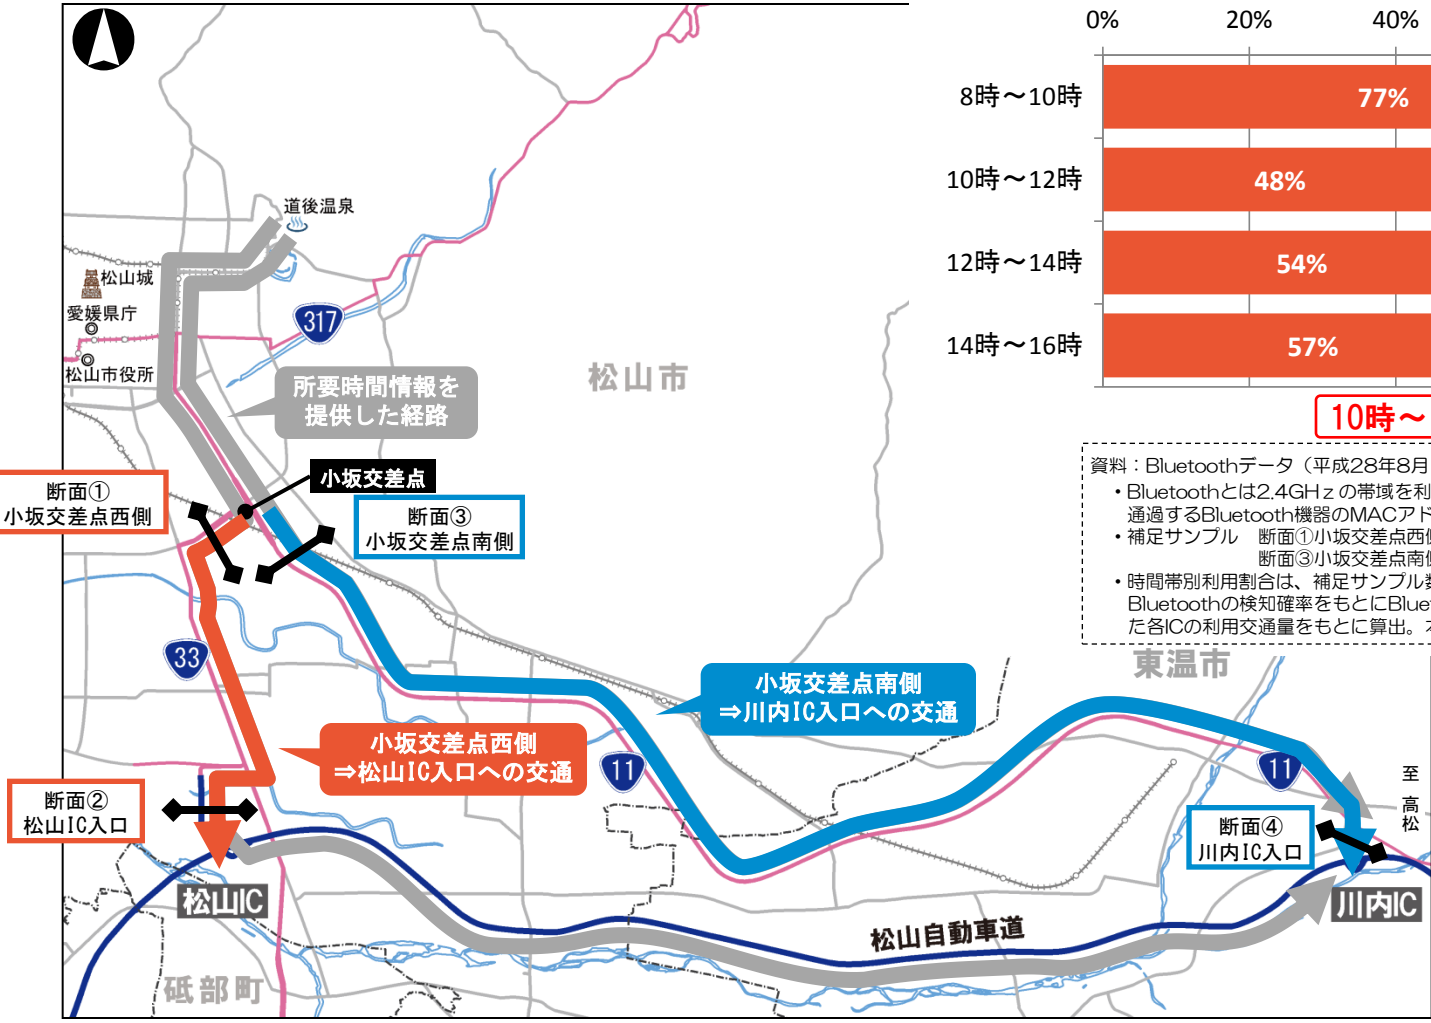 0%
20%
40%
8時～10時
77%
10時～12時
48%
12時～14時
54%
14時～16時
57%
10時～
資料：Bluetoothデータ（平成28年8月
・Bluetoothとは2.4GHzの帯域を利
通過するBluetooth機器のMACアド
・補足サンプル　断面①小坂交差点西側
断面③小坂交差点南側
・時間帯別利用割合は、補足サンプル数
Bluetoothの検知確率をもとにBlue
た各ICの利用交通量をもとに算出。
道後温泉
松山城
愛媛県庁
松山市役所
317
松山市
所要時間情報を
提供した経路
小坂交差点
断面①
小坂交差点西側
断面③
小坂交差点南側
33
東温市
小坂交差点南側
⇒川内IC入口への交通
小坂交差点西側
⇒松山IC入口への交通
11
11
至
高松
断面②
松山IC入口
断面④
川内IC入口
松山IC
川内IC
松山自動車道
砥部町